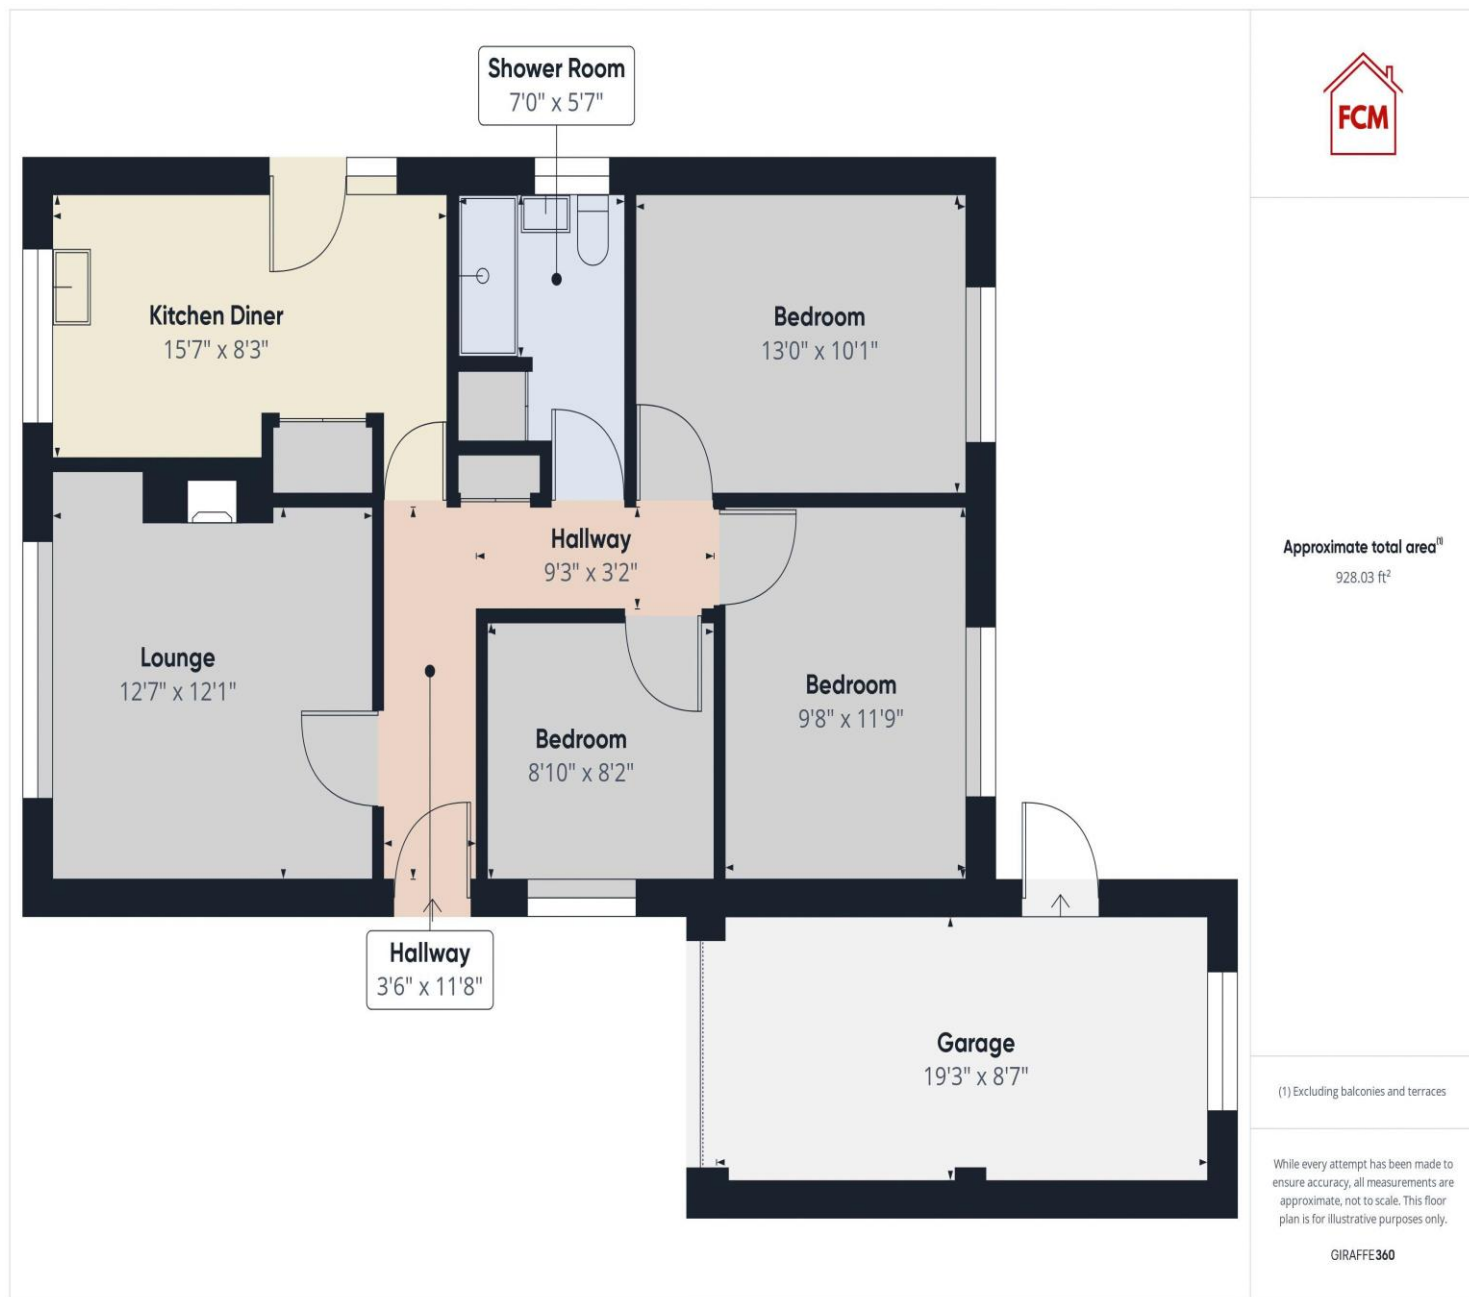 Shower Room
7'0" x 5'7"
Kitchen Diner
15'7" x 8'3"
Bedroom
13'0" x 10'1"
Hallway
9'3" x 3'2"
Lounge
12'7" x 12'1"
Bedroom
8'10" x 8'2"
Bedroom
9'8" x 11'9"
Hallway
3'6" x 11'8"
Garage
19'3" x 8'7"
FCM
Approximate total area(1)
928.03 ft²
(1) Excluding balconies and terraces
While every attempt has been made to
ensure accuracy, all measurements are
approximate, not to scale. This floor
plan is for illustrative purposes only.
GIRAFFE360